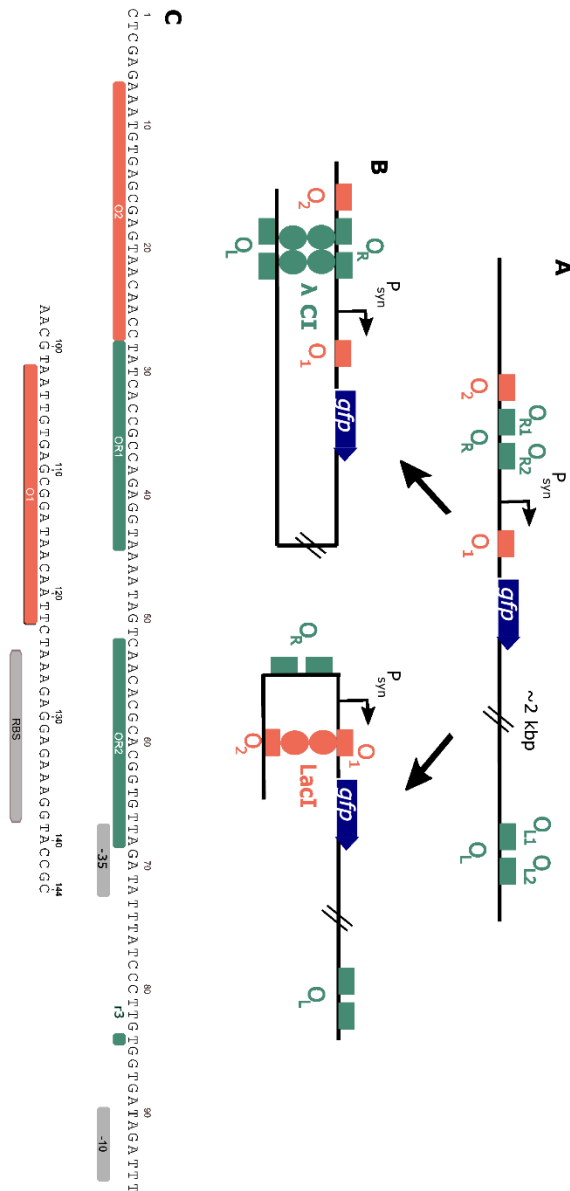 A
O2
OR1
OR2
OR
Psyn
O1
gfp
~2 kbp
OL1
OL2
OL
B
O2
OR
OL
λ CI
Psyn
O1
gfp
OR
Psyn
O1
O2
LacI
gfp
OL
C
1 10 20 30 40 50 60 70 80 90
CTCGAGAAATGTGAGCGAGTAACAACCTATCACCGCCAGAGGTAAAATAGTCAACACGCACGGTGTTAGATATTTATCCCTTGTGGTGATAGATTT
O2 OR1 OR2 r3
-35 -10
100 110 120 130 140 144
AACGTAATTGTGAGCGGATAACAATTCTAAAGAGGAGAAAGGTACCGC
O1
RBS